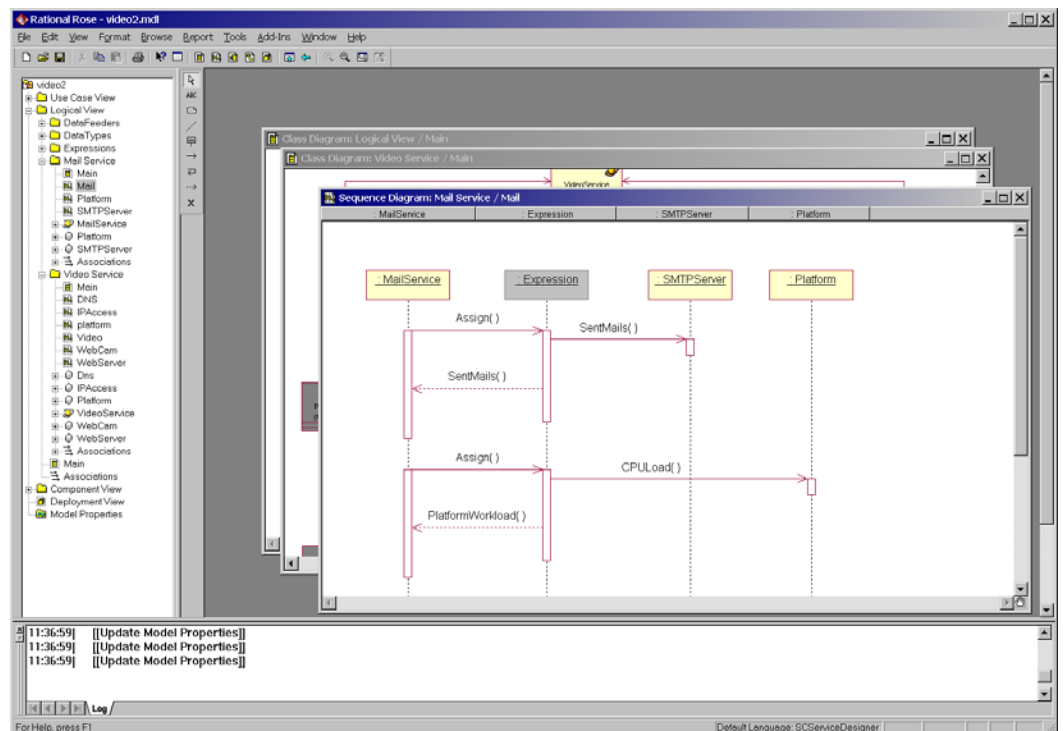 Rational Rose - video2.mdl
File Edit View Format Browse Report Tools Add-Ins Window Help
video2
Use Case View
Logical View
DataFeeders
DataTypes
Expressions
Mail Service
Main
Mail
Platform
SMTPServer
MailService
Platform
SMTPServer
Associations
Video Service
Main
DNS
IPAccess
platform
Video
WebCam
WebServer
Dns
IPAccess
Platform
VideoService
WebCam
WebServer
Associations
Main
Associations
Component View
Deployment View
Model Properties
ABC
Class Diagram: Logical View / Main
Class Diagram: Video Service / Main
VideoService
Sequence Diagram: Mail Service / Mail
: MailService : Expression : SMTPServer : Platform
: MailService : Expression : SMTPServer : Platform
Assign( )
SentMails( )
SentMails( )
Assign( )
CPULoad( )
PlatformWorkload( )
11:36:59| [[Update Model Properties]]
11:36:59| [[Update Model Properties]]
11:36:59| [[Update Model Properties]]
Log
For Help, press F1 Default Language: SCServiceDesigner